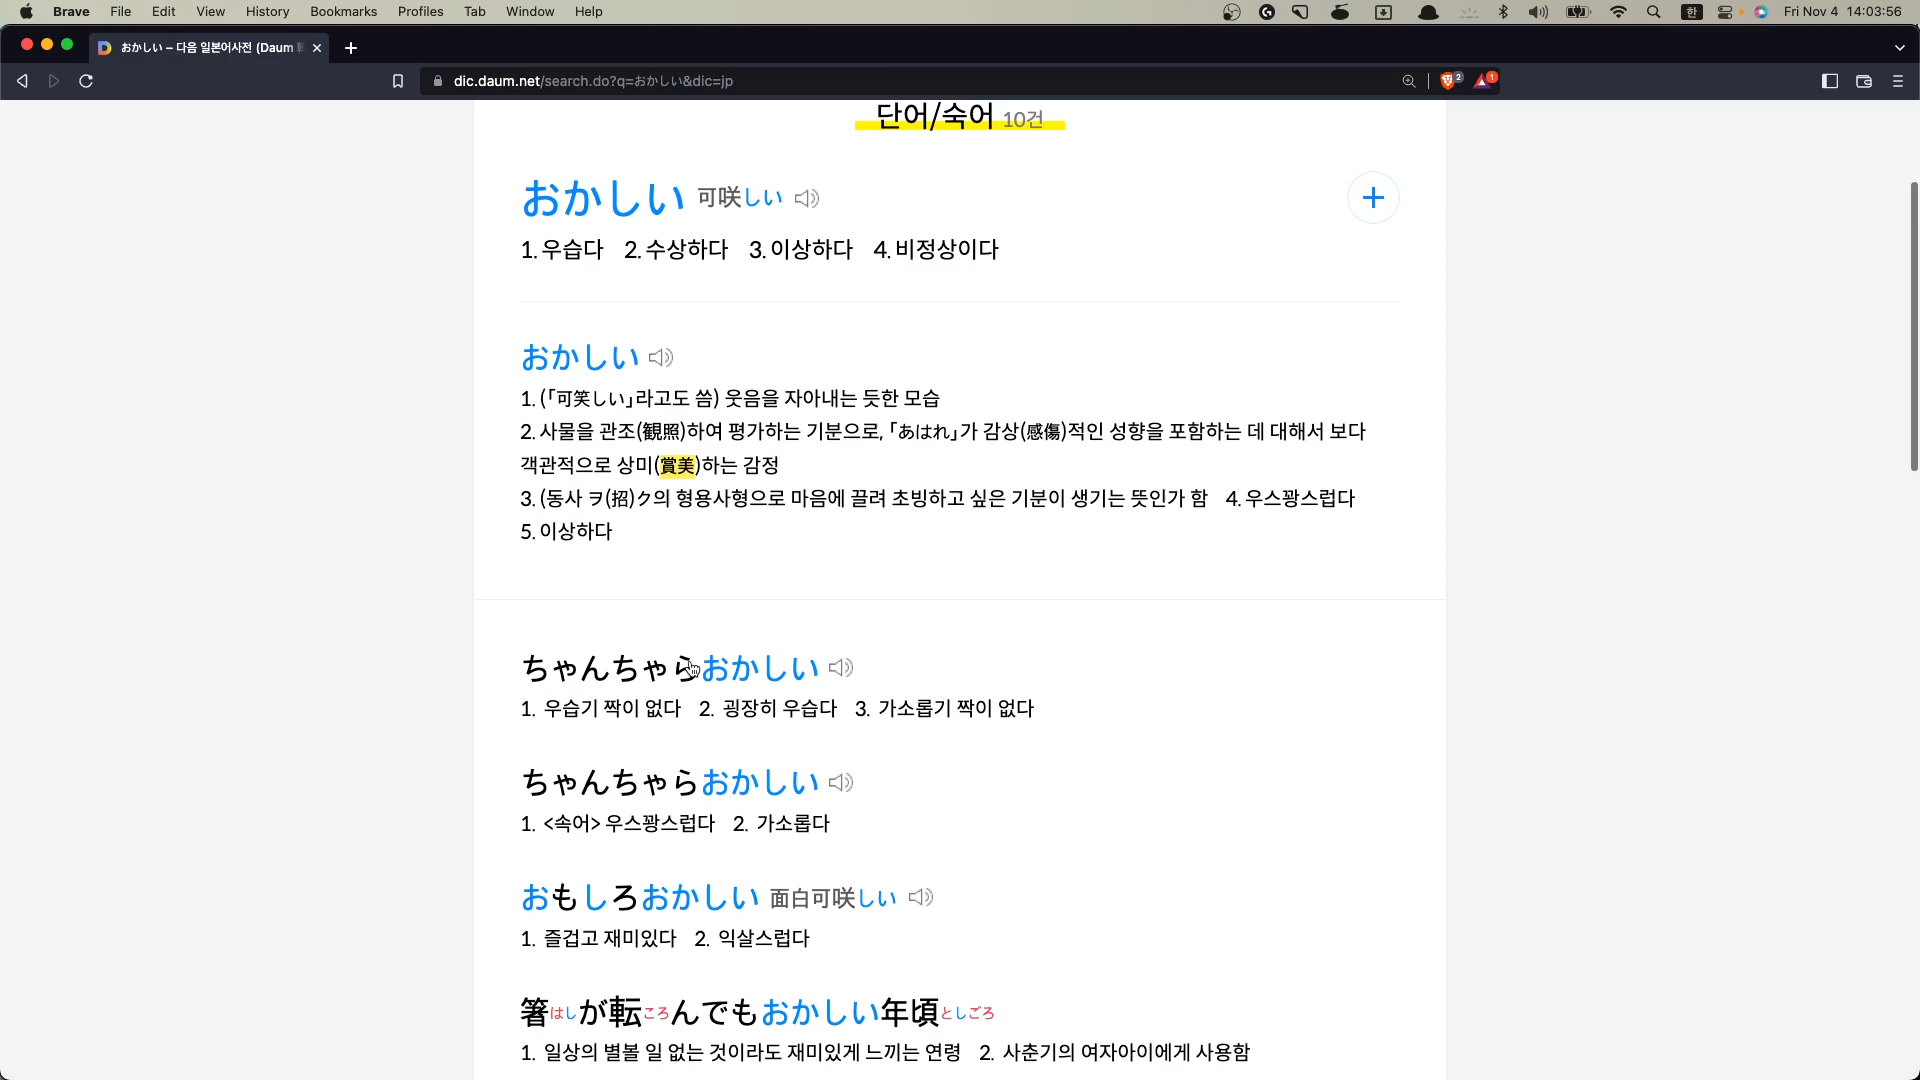 Brave File Edit View History Bookmarks Profiles Tab Window Help 한 Fri Nov 4 14:03:56
おかしい – 다음 일본어사전 (Daum
dic.daum.net/search.do?q=おかしい&dic=jp 2 1
단어/숙어 10건
おかしい 可咲しい
1. 우습다 2. 수상하다 3. 이상하다 4. 비정상이다
おかしい
1. (「可笑しい」라고도 씀) 웃음을 자아내는 듯한 모습
2. 사물을 관조(観照)하여 평가하는 기분으로, 「あはれ」가 감상(感傷)적인 성향을 포함하는 데 대해서 보다
객관적으로 상미(賞美)하는 감정
3. (동사 ヲ(招)ク의 형용사형으로 마음에 끌려 초빙하고 싶은 기분이 생기는 뜻인가 함 4. 우스꽝스럽다
5. 이상하다
ちゃんちゃらおかしい
1. 우습기 짝이 없다 2. 굉장히 우습다 3. 가소롭기 짝이 없다
ちゃんちゃらおかしい
1. <속어> 우스꽝스럽다 2. 가소롭다
おもしろおかしい 面白可咲しい
1. 즐겁고 재미있다 2. 익살스럽다
箸はしが転ころんでもおかしい年頃としごろ
1. 일상의 별볼 일 없는 것이라도 재미있게 느끼는 연령 2. 사춘기의 여자아이에게 사용함